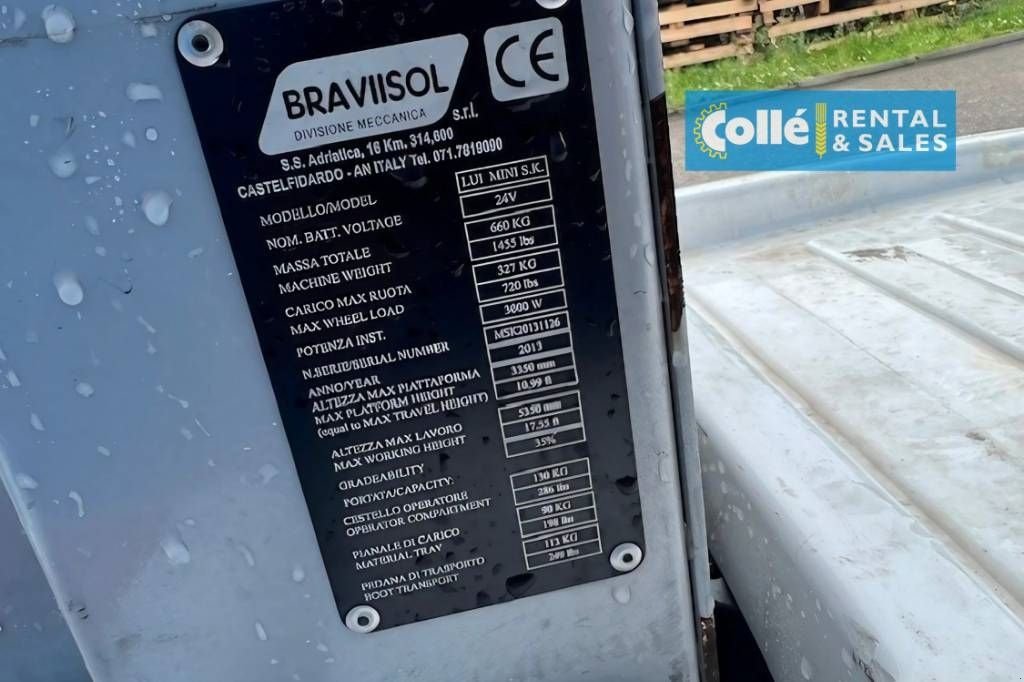 BRAVIISOL
CE
DIVISIONE MECCANICA
s.r.l.
S.S. Adriatica, 16 Km. 314,600
CASTELFIDARDO - AN ITALY Tel. 071.7819090
MODELLO/MODEL LUI MINI S.K.
NOM. BATT. VOLTAGE 24V
MASSA TOTALE 660 KG
MACHINE WEIGHT 1455 lbs
CARICO MAX RUOTA 327 KG
MAX WHEEL LOAD 720 lbs
POTENZA INST. 3000 W
N.SERIE/SERIAL NUMBER MSK20131126
ANNO/YEAR 2013
ALTEZZA MAX PIATTAFORMA 3350 mm
MAX PLATFORM HEIGHT 10.99 ft
(equal to MAX TRAVEL HEIGHT)
ALTEZZA MAX LAVORO 5350 mm
MAX WORKING HEIGHT 17.55 ft
GRADEABILITY 35%
PORTATA/CAPACITY:
CESTELLO OPERATORE 130 KG
OPERATOR COMPARTMENT 286 lbs
PIANALE DI CARICO 90 KG
MATERIAL TRAY 198 lbs
PEDANA DI TRASPORTO 113 KG
ROOT TRANSPORT 249 lbs
Collé RENTAL
& SALES